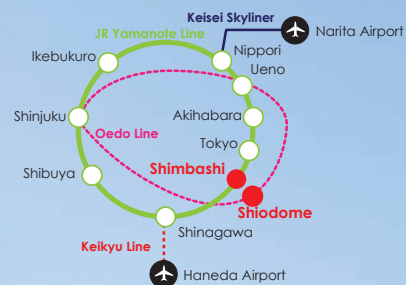 Keisei Skyliner
JR Yamanote Line
Narita Airport
Ikebukuro
Nippori
Ueno
Shinjuku
Akihabara
Oedo Line
Tokyo
Shimbashi
Shibuya
Shiodome
Shinagawa
Keikyu Line
Haneda Airport